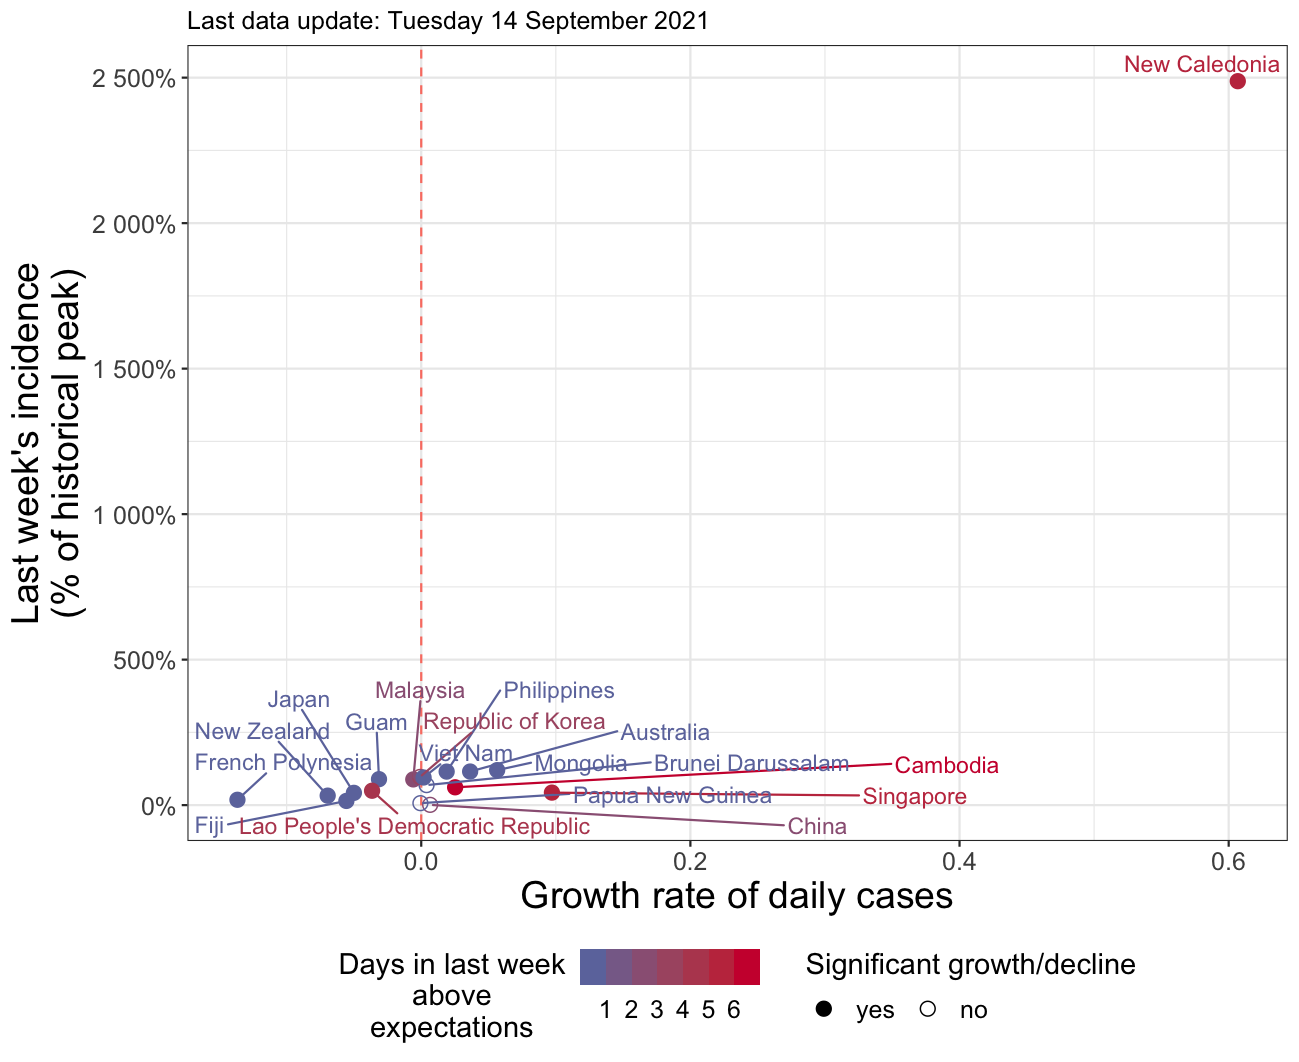 Last data update: Tuesday 14 September 2021
New Caledonia
2 500%
2 000%
1 500%
1 000%
500%
0%
Last week's incidence
(% of historical peak)
Malaysia
Philippines
Japan
Guam
Republic of Korea
New Zealand
Australia
Viet Nam
French Polynesia
Mongolia
Brunei Darussalam
Cambodia
Papua New Guinea
Singapore
Fiji
Lao People's Democratic Republic
China
0.0
0.2
0.4
0.6
Growth rate of daily cases
Days in last week
above
expectations
1 2 3 4 5 6
Significant growth/decline
yes
no